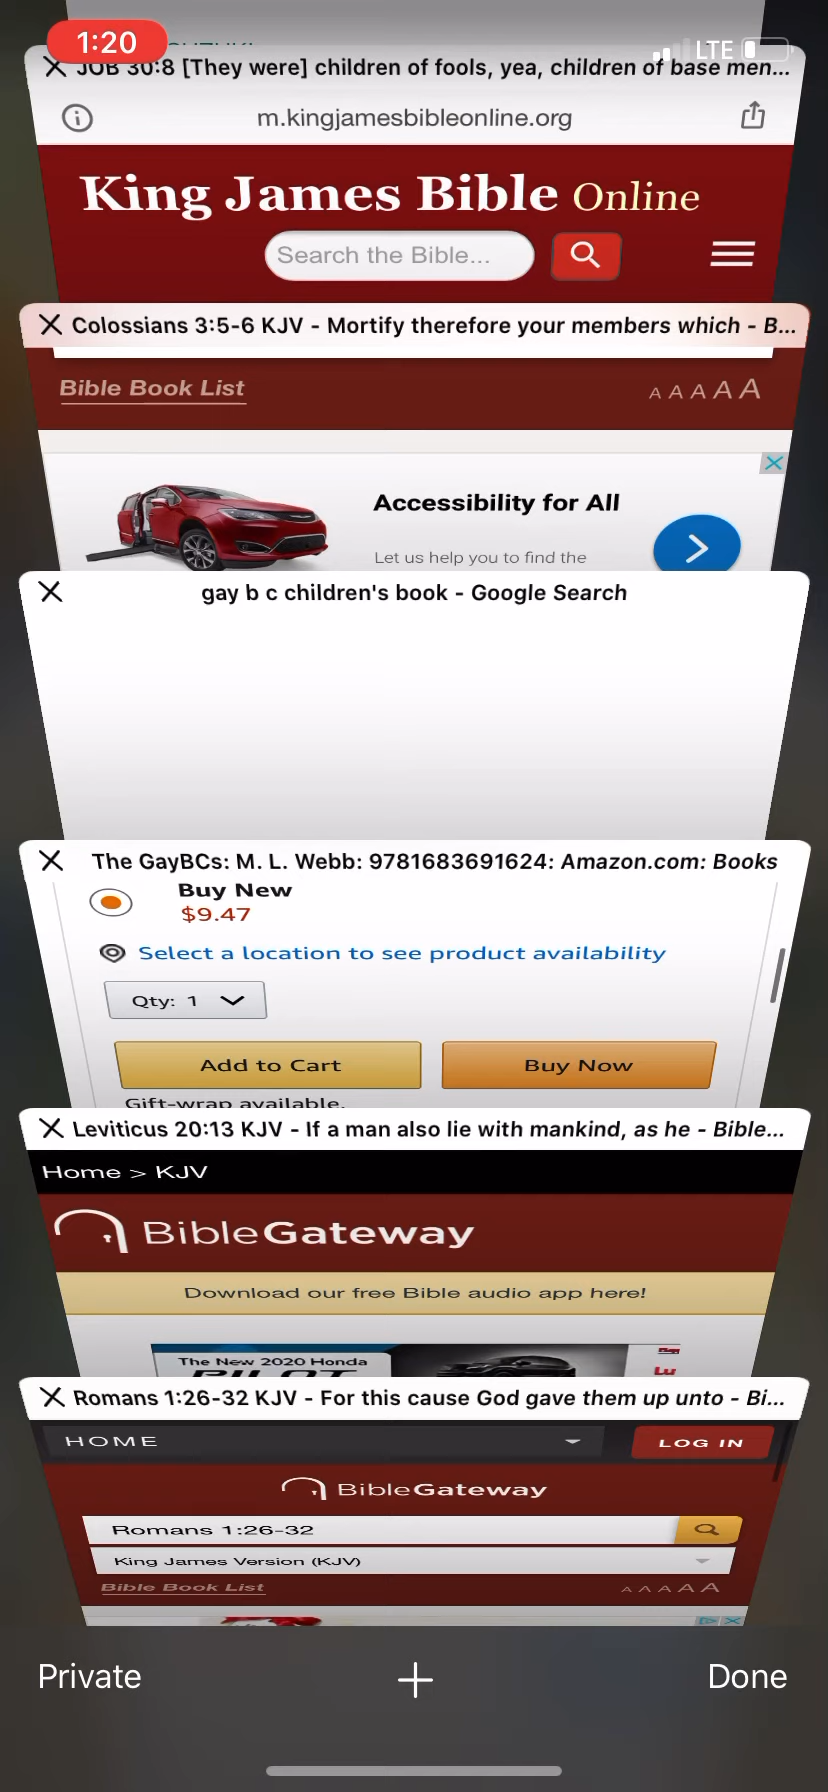 1:20
LTE
JOB 30:8 [They were] children of fools, yea, children of base men...
m.kingjamesbibleonline.org
King James Bible Online
Search the Bible...
Colossians 3:5-6 KJV - Mortify therefore your members which - B...
Bible Book List
A A A A A
Accessibility for All
Let us help you to find the
gay b c children's book - Google Search
The GayBCs: M. L. Webb: 9781683691624: Amazon.com: Books
Buy New
$9.47
Select a location to see product availability
Qty: 1
Add to Cart
Buy Now
Gift-wrap available.
Leviticus 20:13 KJV - If a man also lie with mankind, as he - Bible...
Home > KJV
BibleGateway
Download our free Bible audio app here!
The New 2020 Honda
PILOT
Lu
Romans 1:26-32 KJV - For this cause God gave them up unto - Bi...
HOME
LOG IN
BibleGateway
Romans 1:26-32
King James Version (KJV)
Bible Book List
A A A A A
Private
Done